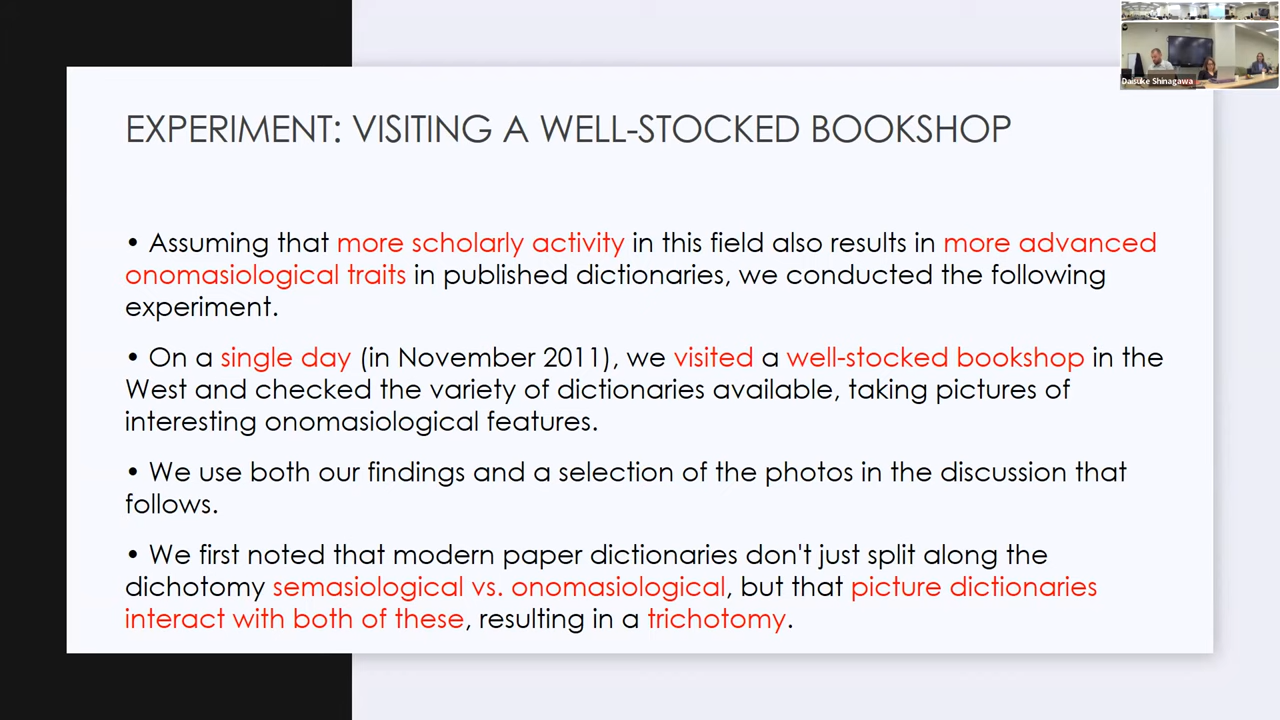 EXPERIMENT: VISITING A WELL-STOCKED BOOKSHOP
• Assuming that more scholarly activity in this field also results in more advanced
onomasiological traits in published dictionaries, we conducted the following
experiment.
• On a single day (in November 2011), we visited a well-stocked bookshop in the
West and checked the variety of dictionaries available, taking pictures of
interesting onomasiological features.
• We use both our findings and a selection of the photos in the discussion that
follows.
• We first noted that modern paper dictionaries don't just split along the
dichotomy semasiological vs. onomasiological, but that picture dictionaries
interact with both of these, resulting in a trichotomy.
Daisuke Shinagawa